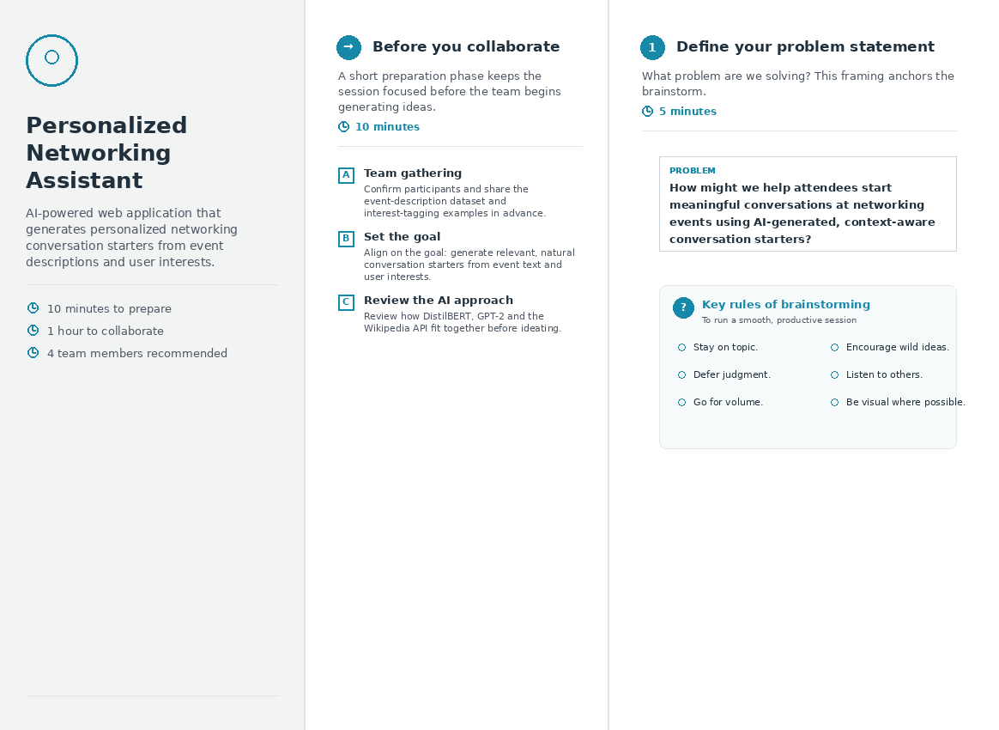 Personalized
Networking
Assistant
AI-powered web application that
generates personalized networking
conversation starters from event
descriptions and user interests.
10 minutes to prepare
1 hour to collaborate
4 team members recommended
→ Before you collaborate
A short preparation phase keeps the
session focused before the team begins
generating ideas.
10 minutes
A Team gathering
Confirm participants and share the
event-description dataset and
interest-tagging examples in advance.
B Set the goal
Align on the goal: generate relevant, natural
conversation starters from event text and
user interests.
C Review the AI approach
Review how DistilBERT, GPT-2 and the
Wikipedia API fit together before ideating.
1 Define your problem statement
What problem are we solving? This framing anchors the
brainstorm.
5 minutes
PROBLEM
How might we help attendees start
meaningful conversations at networking
events using AI-generated, context-aware
conversation starters?
? Key rules of brainstorming
To run a smooth, productive session
Stay on topic. Encourage wild ideas.
Defer judgment. Listen to others.
Go for volume. Be visual where possible.